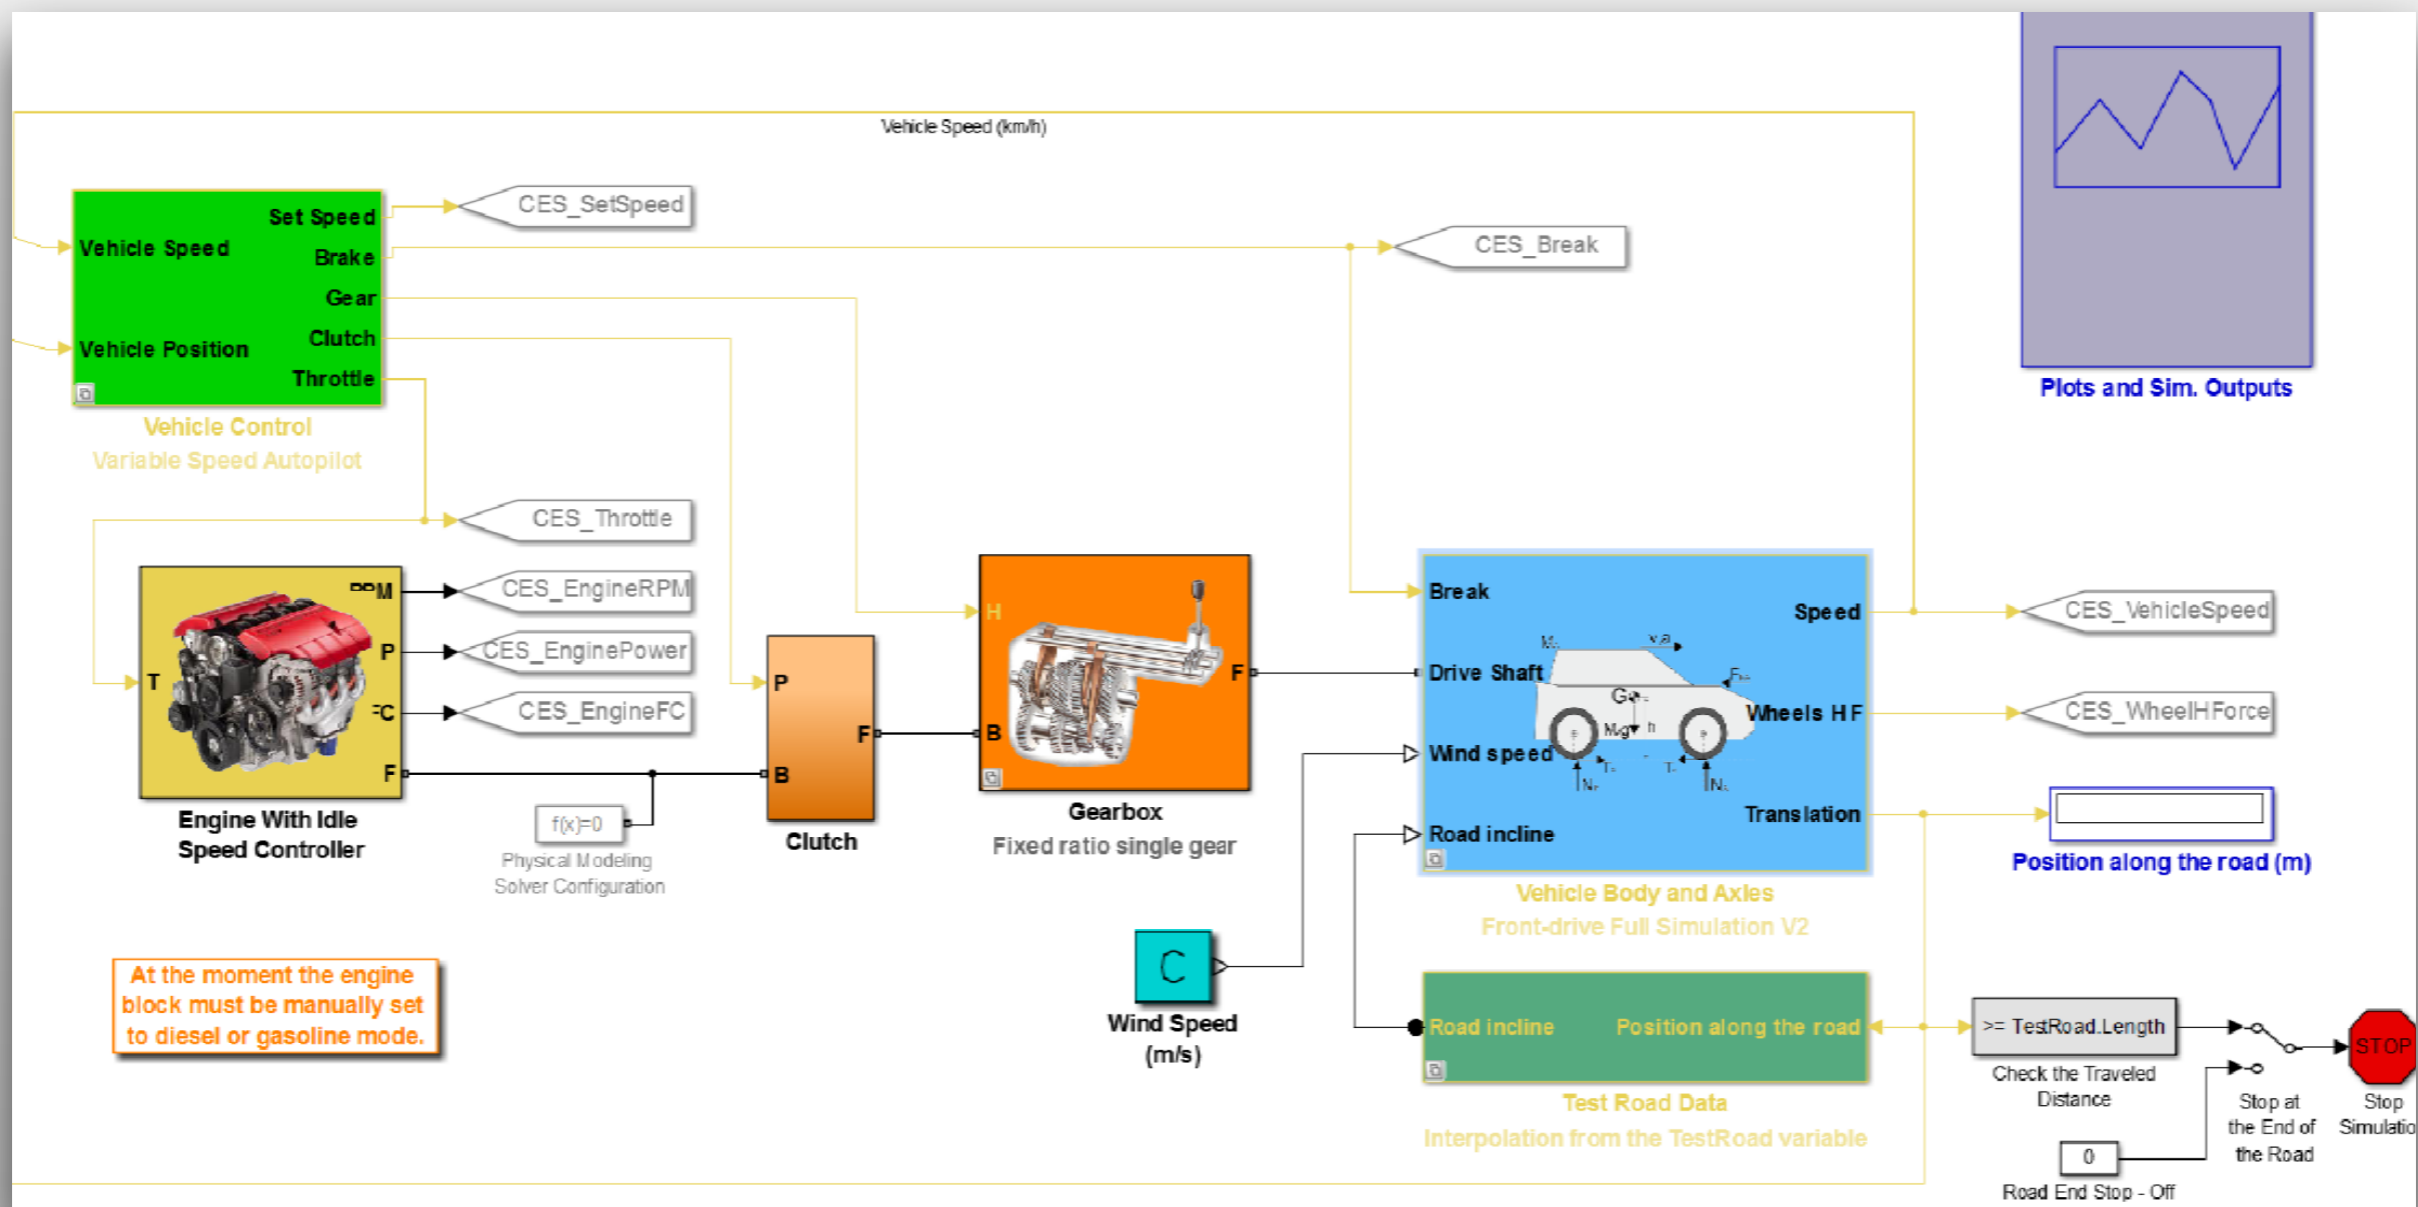 Vehicle Speed (km/h)
Set Speed
Vehicle Speed
Brake
Gear
Clutch
Vehicle Position
Throttle
Vehicle Control
Variable Speed Autopilot
CES_SetSpeed
CES_Break
Plots and Sim. Outputs
CES_Throttle
CES_EngineRPM
P
CES_EnginePower
T
CES_EngineFC
F
Engine With Idle
Speed Controller
f(x)=0
Physical Modeling
Solver Configuration
P
F
B
Clutch
H
F
B
Gearbox
Fixed ratio single gear
Break
Speed
Drive Shaft
Wheels H F
Wind speed
Translation
Road incline
Vehicle Body and Axles
Front-drive Full Simulation V2
CES_VehicleSpeed
CES_WheelHForce
Position along the road (m)
At the moment the engine
block must be manually set
to diesel or gasoline mode.
C
Wind Speed
(m/s)
Road incline
Position along the road
Test Road Data
Interpolation from the TestRoad variable
>= TestRoad.Length
Check the Traveled
Distance
0
Road End Stop - Off
Stop at
the End of
the Road
STOP
Stop
Simulatio